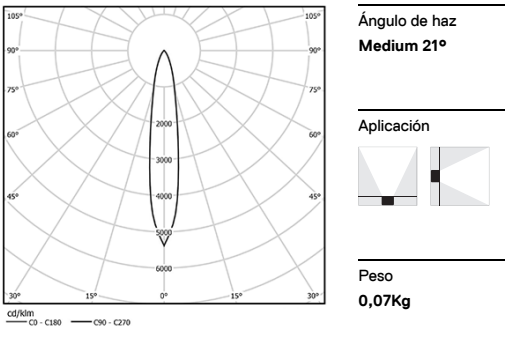 105° 105°
90° 90°
75° 75°
60° 60°
45° 45°
2000
3000
4000
5000
6000
30° 15° 0° 15° 30°
cd/klm
C0 - C180 C90 - C270
Ángulo de haz
Medium 21º
Aplicación
Peso
0,07Kg